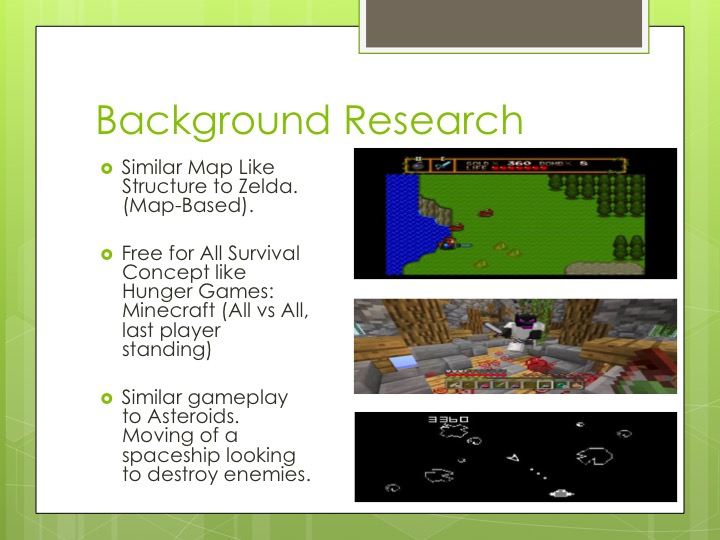 Background Research
Similar Map Like
Structure to Zelda.
(Map-Based).
Free for All Survival
Concept like
Hunger Games:
Minecraft (All vs All,
last player
standing)
Similar gameplay
to Asteroids.
Moving of a
spaceship looking
to destroy enemies.
GOLD× 360 BOMB× 8
LIFE
3360